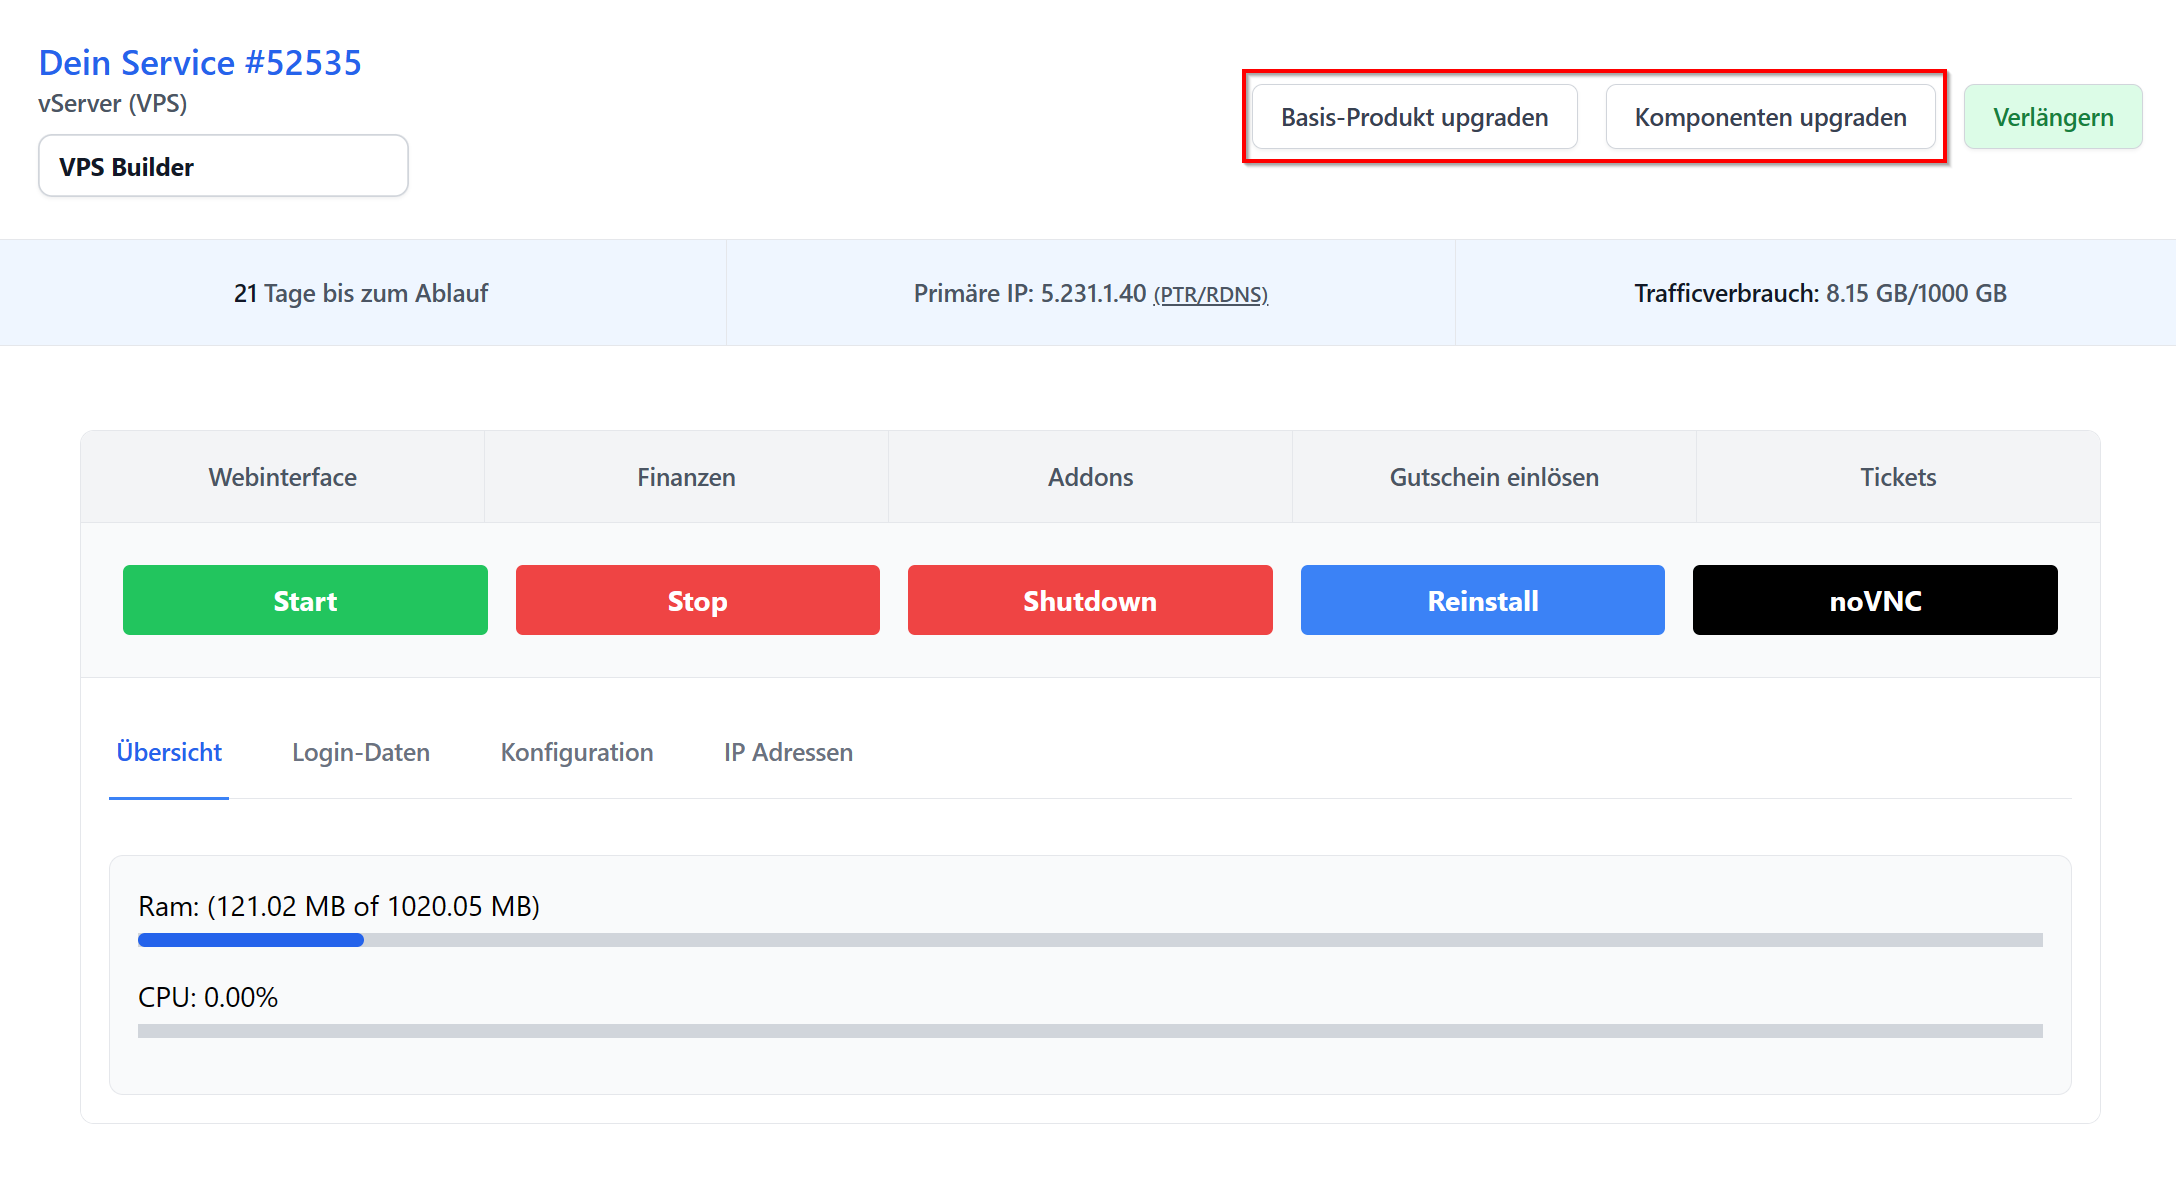 Dein Service #52535
vServer (VPS)
VPS Builder
Basis-Produkt upgraden
Komponenten upgraden
Verlängern
21 Tage bis zum Ablauf
Primäre IP: 5.231.1.40 (PTR/RDNS)
Trafficverbrauch: 8.15 GB/1000 GB
Webinterface
Finanzen
Addons
Gutschein einlösen
Tickets
Start
Stop
Shutdown
Reinstall
noVNC
Übersicht
Login-Daten
Konfiguration
IP Adressen
Ram: (121.02 MB of 1020.05 MB)
CPU: 0.00%